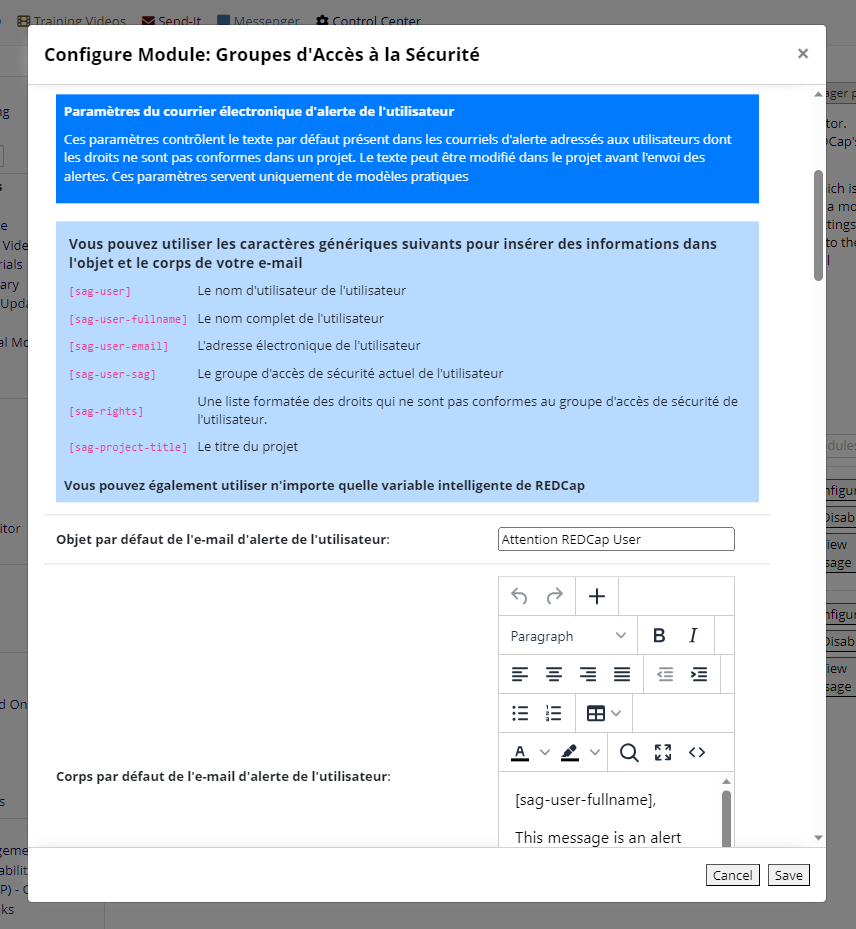 Training Videos Send-It Messenger Control Center
Configure Module: Groupes d'Accès à la Sécurité
×
Paramètres du courrier électronique d'alerte de l'utilisateur
Ces paramètres contrôlent le texte par défaut présent dans les courriels d'alerte adressés aux utilisateurs dont
les droits ne sont pas conformes dans un projet. Le texte peut être modifié dans le projet avant l'envoi des
alertes. Ces paramètres servent uniquement de modèles pratiques
Vous pouvez utiliser les caractères génériques suivants pour insérer des informations dans
l'objet et le corps de votre e-mail
[sag-user] Le nom d'utilisateur de l'utilisateur
[sag-user-fullname] Le nom complet de l'utilisateur
[sag-user-email] L'adresse électronique de l'utilisateur
[sag-user-sag] Le groupe d'accès de sécurité actuel de l'utilisateur
[sag-rights] Une liste formatée des droits qui ne sont pas conformes au groupe d'accès de sécurité de
l'utilisateur.
[sag-project-title] Le titre du projet
Vous pouvez également utiliser n'importe quelle variable intelligente de REDCap
Objet par défaut de l'e-mail d'alerte de l'utilisateur: Attention REDCap User
Paragraph B I
A
Corps par défaut de l'e-mail d'alerte de l'utilisateur:
[sag-user-fullname],
This message is an alert
Cancel Save